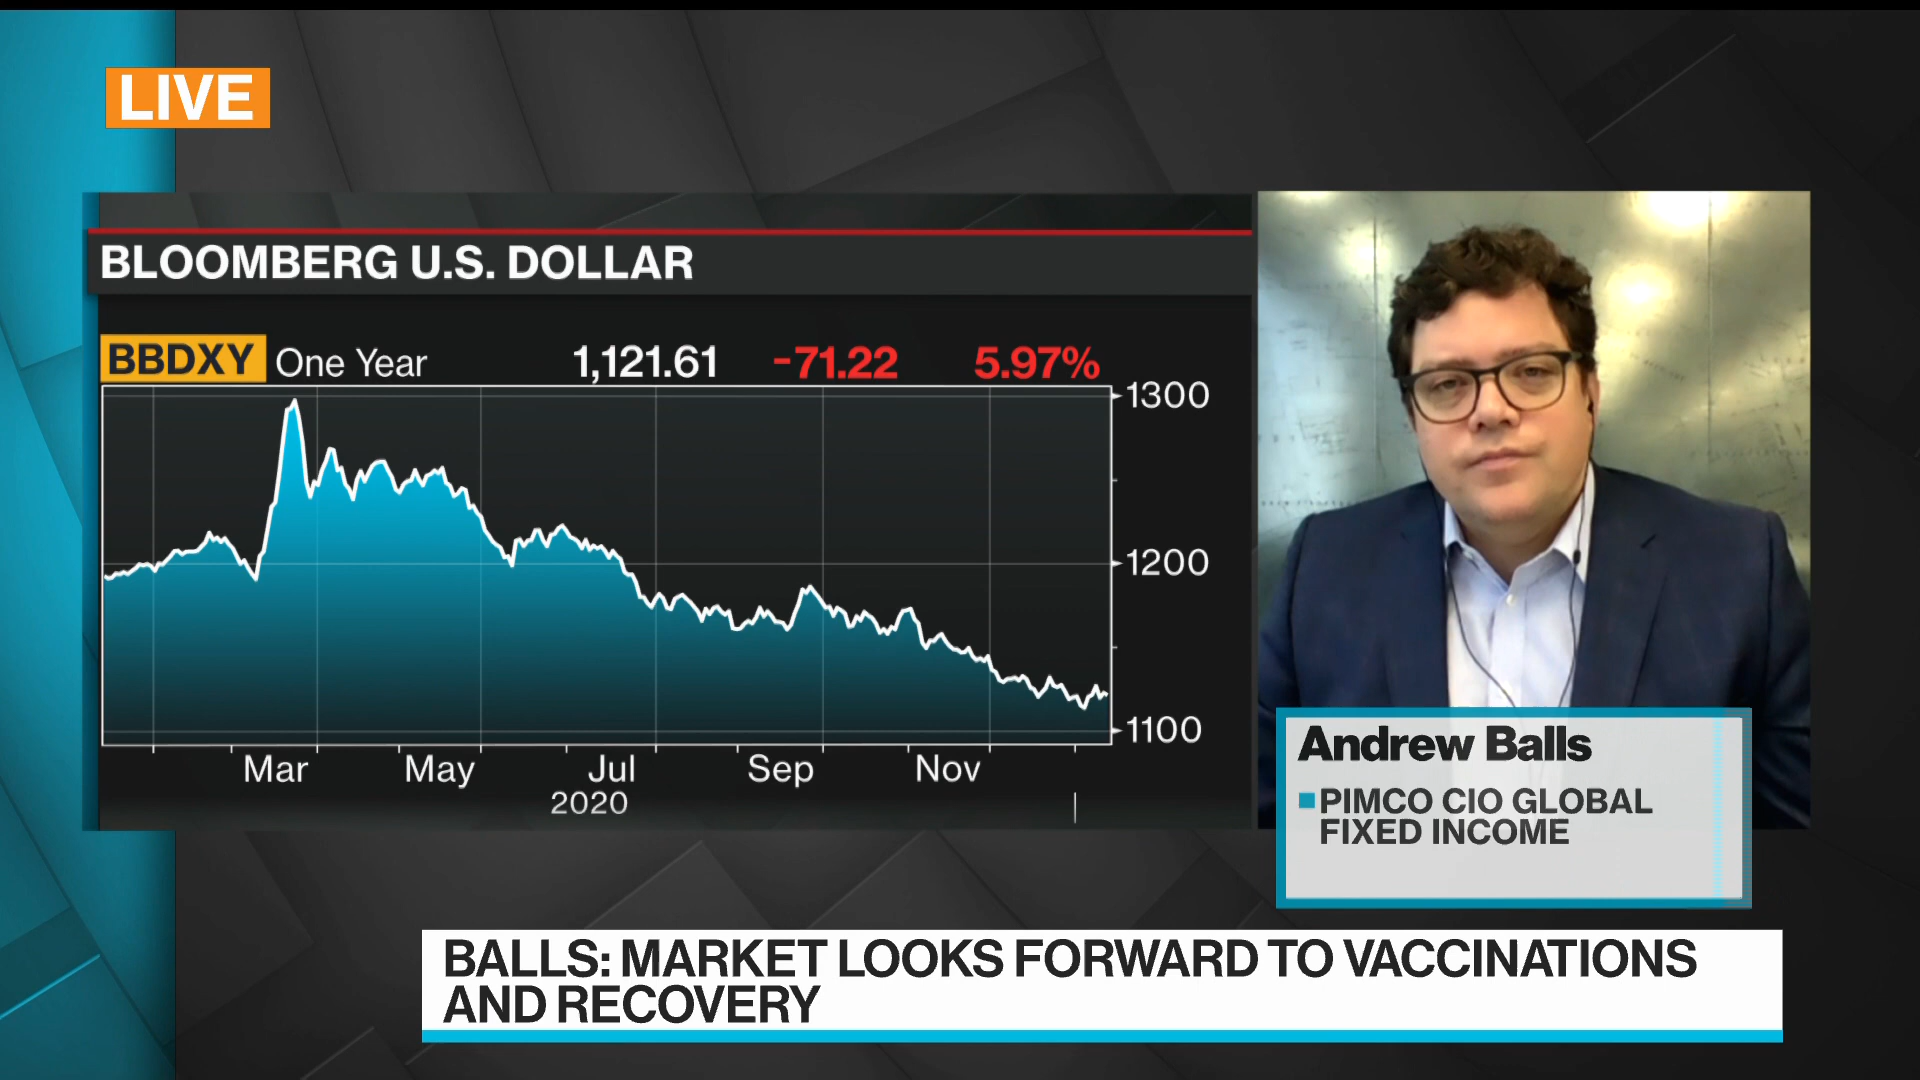 LIVE
BLOOMBERG U.S. DOLLAR
BBDXY One Year 1,121.61 -71.22 5.97%
1300
1200
1100
Mar May Jul Sep Nov
2020
Andrew Balls
PIMCO CIO GLOBAL
FIXED INCOME
BALLS: MARKET LOOKS FORWARD TO VACCINATIONS
AND RECOVERY